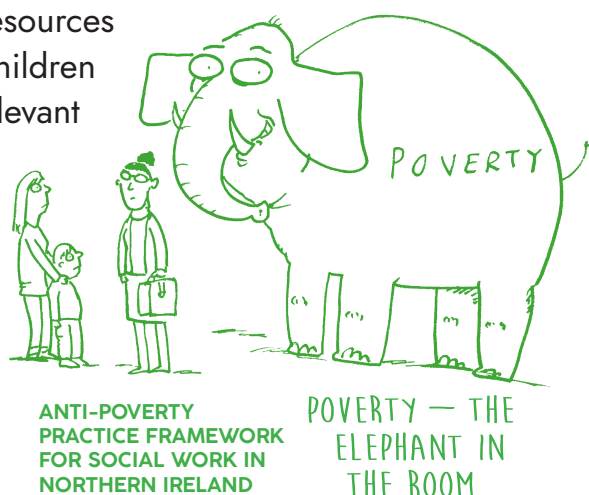 esources
hildren
levant
POVERTY
ANTI-POVERTY
PRACTICE FRAMEWORK
FOR SOCIAL WORK IN
NORTHERN IRELAND
POVERTY — THE
ELEPHANT IN
THE ROOM